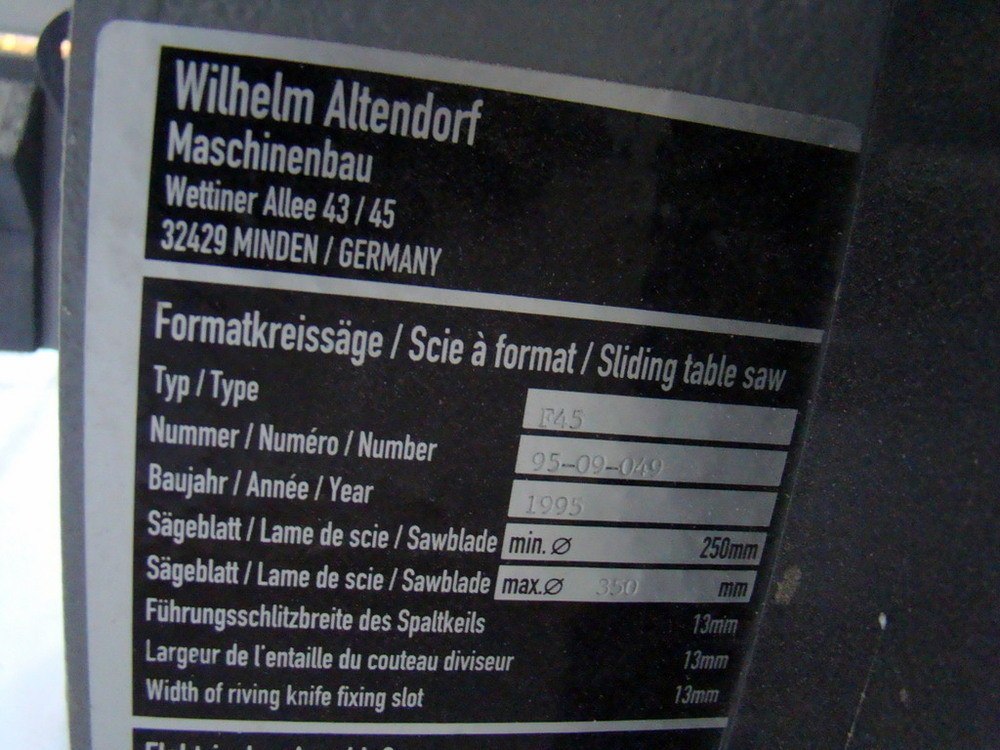 Wilhelm Altendorf
Maschinenbau
Wettiner Allee 43 / 45
32429 MINDEN / GERMANY
Formatkreissäge / Scie à format / Sliding table saw
Typ / Type F45
Nummer / Numéro / Number 95-09-049
Baujahr / Année / Year 1995
Sägeblatt / Lame de scie / Sawblade min. Ø 250mm
Sägeblatt / Lame de scie / Sawblade max.Ø 350 mm
Führungsschlitzbreite des Spaltkeils 13mm
Largeur de l'entaille du couteau diviseur 13mm
Width of riving knife fixing slot 13mm